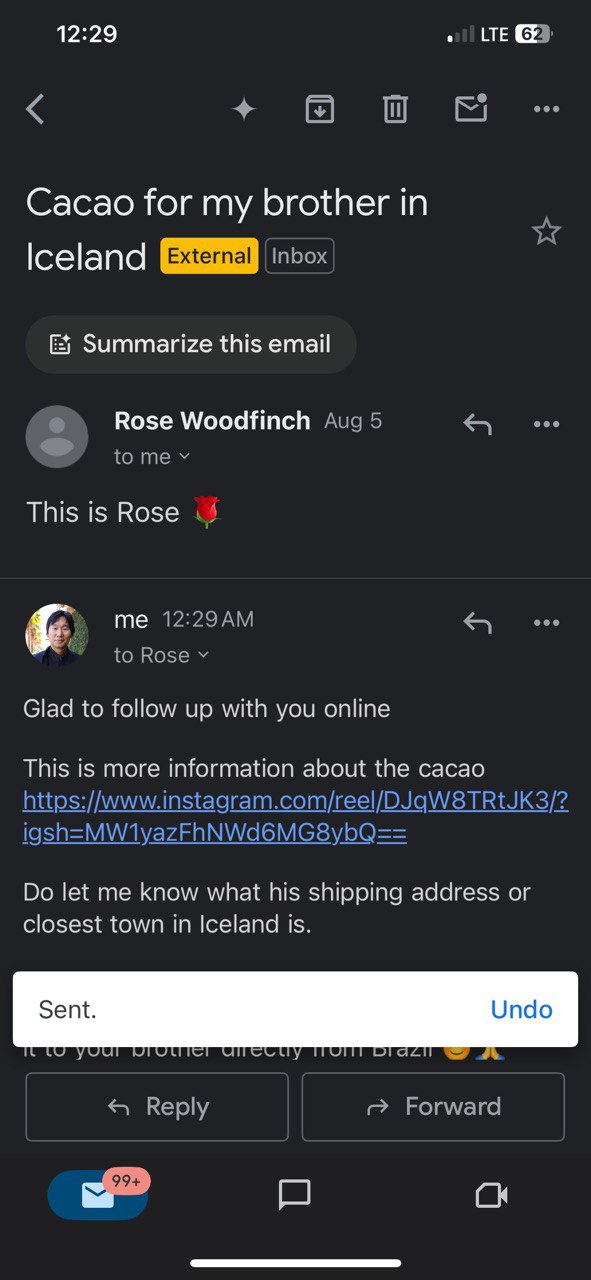 12:29
LTE 62
Cacao for my brother in
Iceland External Inbox
Summarize this email
Rose Woodfinch Aug 5
to me
This is Rose 🌹
me 12:29 AM
to Rose
Glad to follow up with you online
This is more information about the cacao
https://www.instagram.com/reel/DJqW8TRtJK3/?
igsh=MW1yazFhNWd6MG8ybQ==
Do let me know what his shipping address or
closest town in Iceland is.
Sent. Undo
it to your brother directly from Brazil 😊🙏
Reply Forward
99+